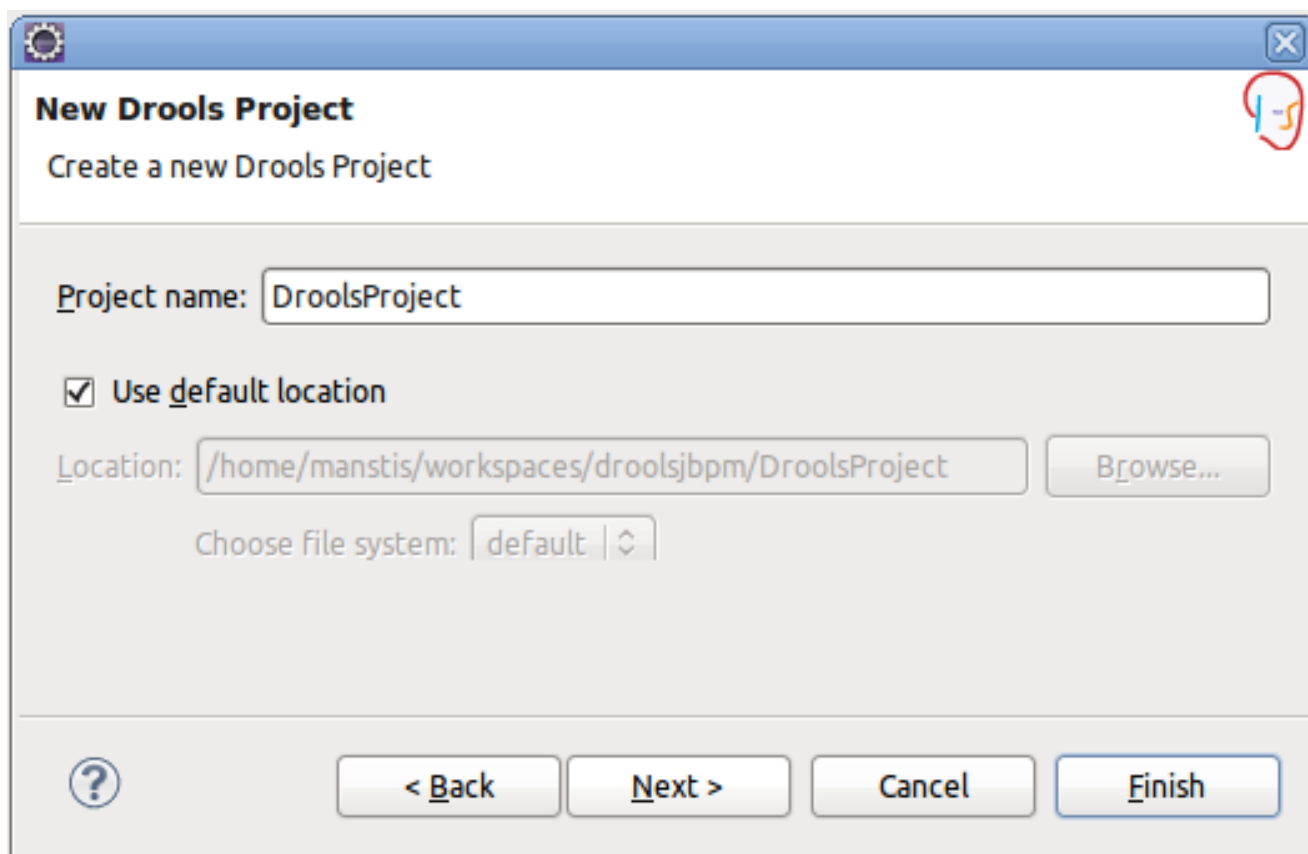 New Drools Project
Create a new Drools Project
Project name: DroolsProject
Use default location
Location: /home/manstis/workspaces/droolsjbpm/DroolsProject Browse...
Choose file system: default
? < Back Next > Cancel Finish